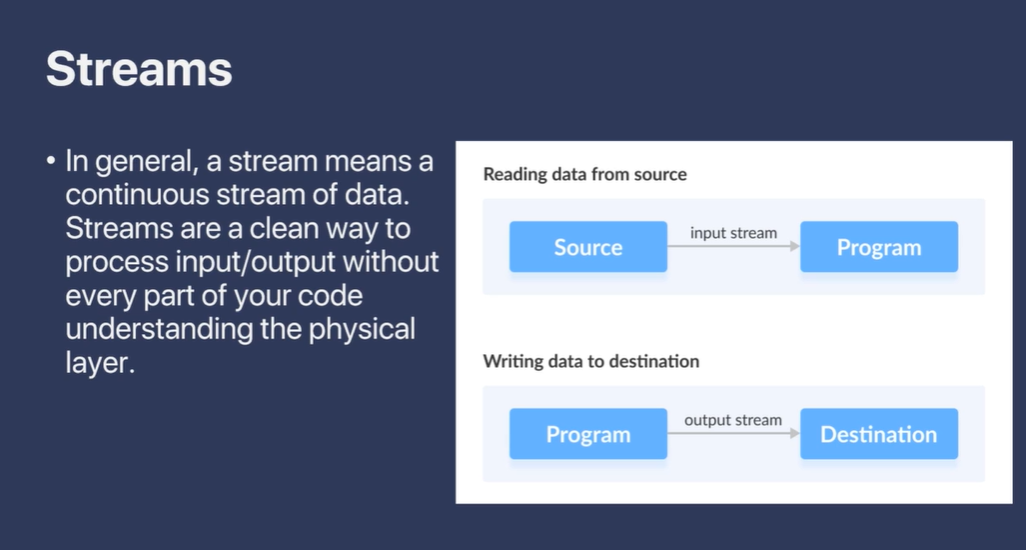 Streams
• In general, a stream means a
continuous stream of data.
Streams are a clean way to
process input/output without
every part of your code
understanding the physical
layer.
Reading data from source
Source
input stream
Program
Writing data to destination
Program
output stream
Destination